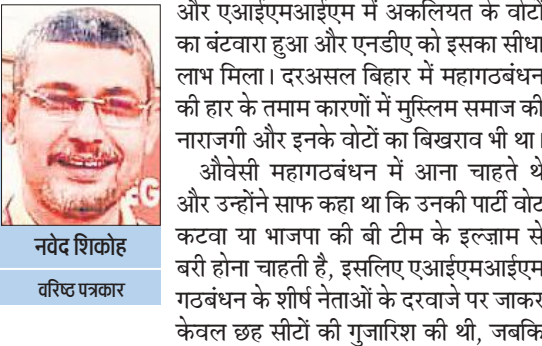 नवेद शिकोह
वरिष्ठ पत्रकार
और एआईएमआईएम में अकलियत के वोटों
का बंटवारा हुआ और एनडीए को इसका सीधा
लाभ मिला। दरअसल बिहार में महागठबंधन
की हार के तमाम कारणों में मुस्लिम समाज की
नाराजगी और इनके वोटों का बिखराव भी था।
औवेसी महागठबंधन में आना चाहते थे
और उन्होंने साफ कहा था कि उनकी पार्टी वोट
कटवा या भाजपा की बी टीम के इल्ज़ाम से
बरी होना चाहती है, इसलिए एआईएमआईएम
गठबंधन के शीर्ष नेताओं के दरवाजे पर जाकर
केवल छह सीटों की गुजारिश की थी, जबकि